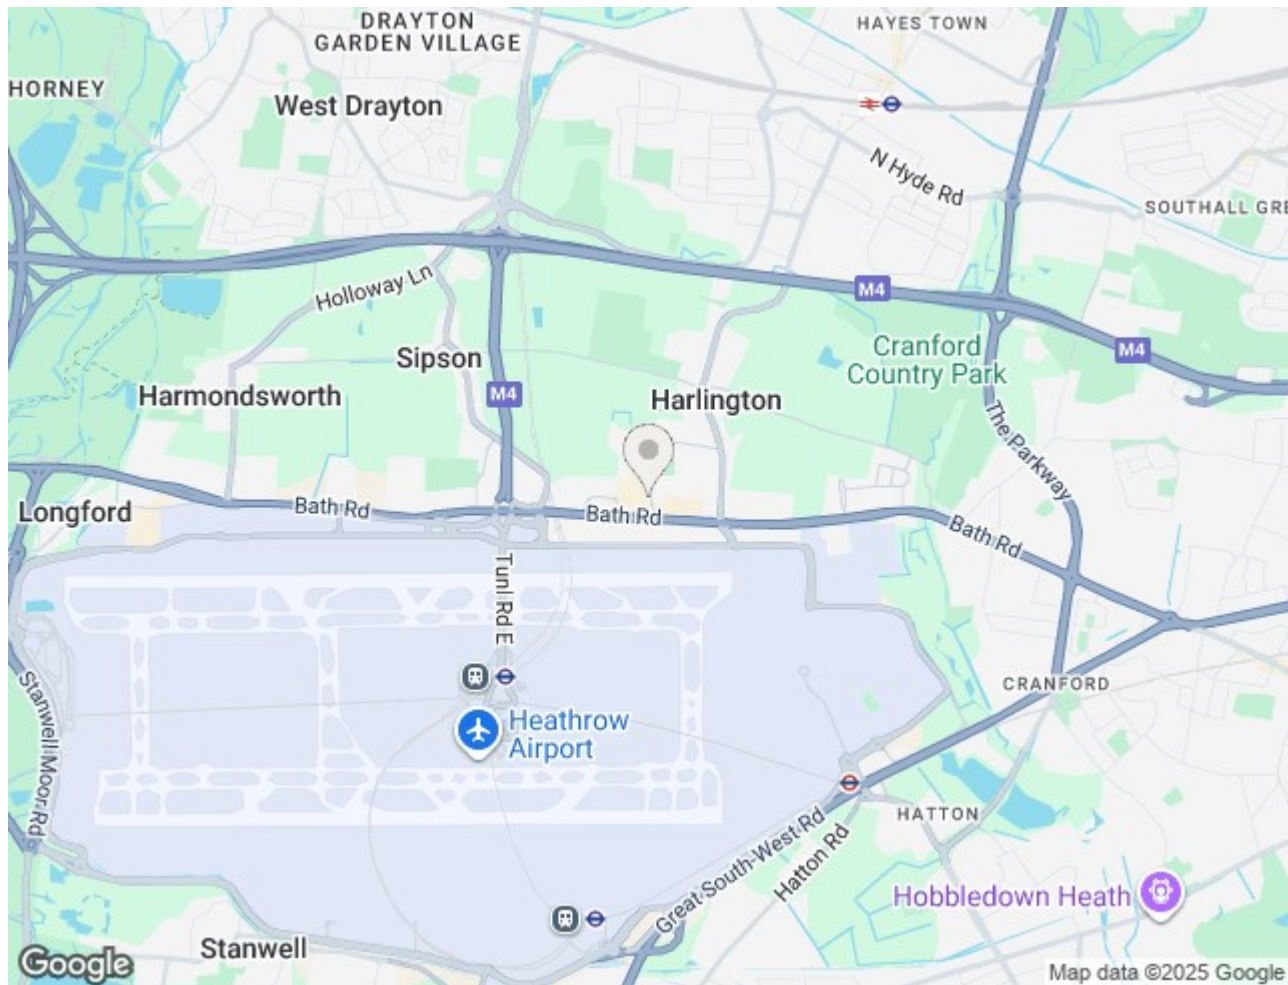 DRAYTON
GARDEN VILLAGE
HAYES TOWN
HORNEY
West Drayton
N Hyde Rd
SOUTHALL GRE
Holloway Ln
M4
M4
Sipson
Cranford
Country Park
Harmondsworth
M4
Harlington
The Parkway
Longford
Bath Rd
Bath Rd
Bath Rd
Tunl Rd E
Stanwell Moor Rd
CRANFORD
Heathrow
Airport
HATTON
Great South-West Rd
Hatton Rd
Hobbledown Heath
Stanwell
Google
Map data ©2025 Google